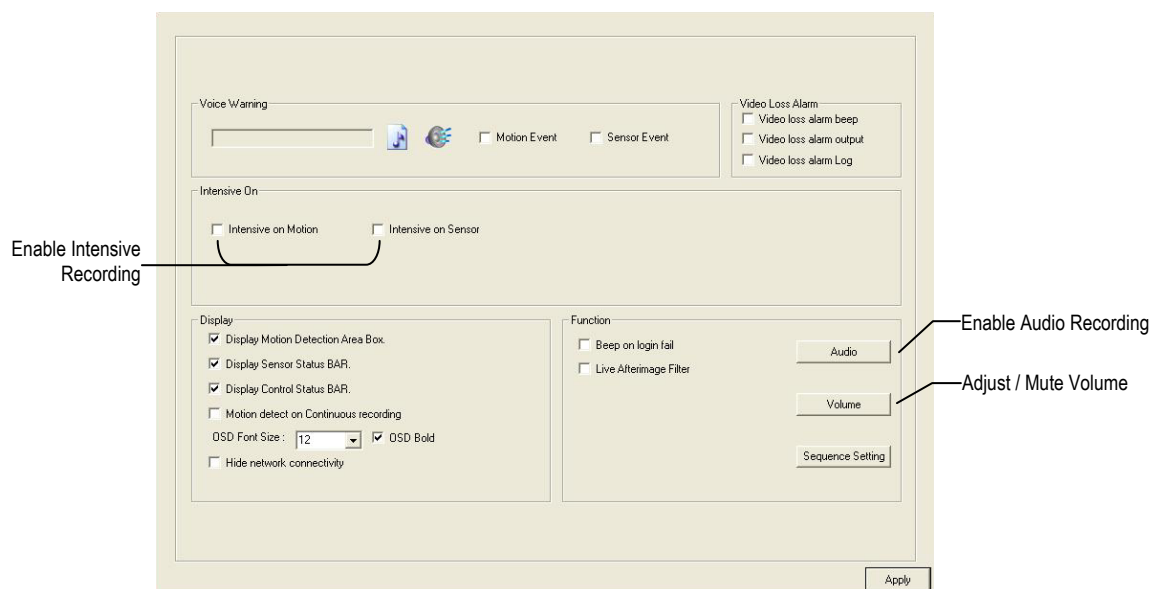 Voice Warning
Motion Event
Sensor Event
Video Loss Alarm
Video loss alarm beep
Video loss alarm output
Video loss alarm Log
Intensive On
Intensive on Motion
Intensive on Sensor
Enable Intensive
Recording
Display
Display Motion Detection Area Box.
Display Sensor Status BAR.
Display Control Status BAR.
Motion detect on Continuous recording
OSD Font Size : 12 OSD Bold
Hide network connectivity
Function
Beep on login fail
Live Afterimage Filter
Audio
Volume
Sequence Setting
Enable Audio Recording
Adjust / Mute Volume
Apply